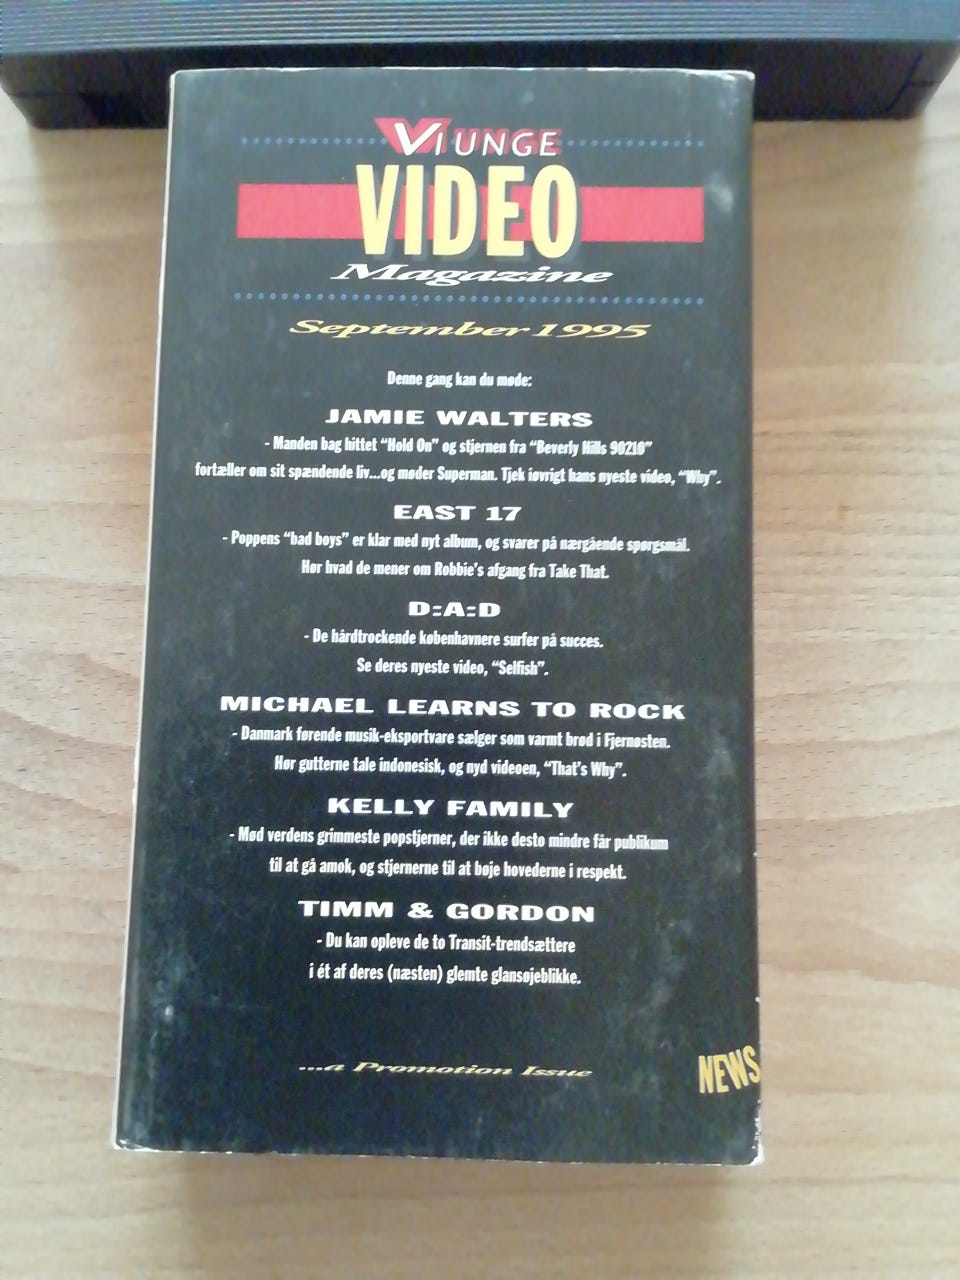 Vi UNGE
VIDEO
Magazine
September 1995
Denne gang kan du møde:
JAMIE WALTERS
- Manden bag hittet "Hold On" og stjernen fra "Beverly Hills 90210"
fortæller om sit spændende liv...og møder Superman. Tjek iøvrigt hans nyeste video, "Why".
EAST 17
- Poppens "bad boys" er klar med nyt album, og svarer på nærgående spørgsmål.
Hør hvad de mener om Robbie's afgang fra Take That.
D:A:D
- De hårdtrockende københavnere surfer på succes.
Se deres nyeste video, "Selfish".
MICHAEL LEARNS TO ROCK
- Danmark førende musik-eksportvare sælger som varmt brød i Fjernøsten.
Hør gutterne tale indonesisk, og nyd videoen, "That's Why".
KELLY FAMILY
- Mød verdens grimmeste popstjerner, der ikke desto mindre får publikum
til at gå amok, og stjernerne til at bøje hovederne i respekt.
TIMM & GORDON
- Du kan opleve de to Transit-trendsættere
i ét af deres (næsten) glemte glansøjeblikke.
...a Promotion Issue
NEWS